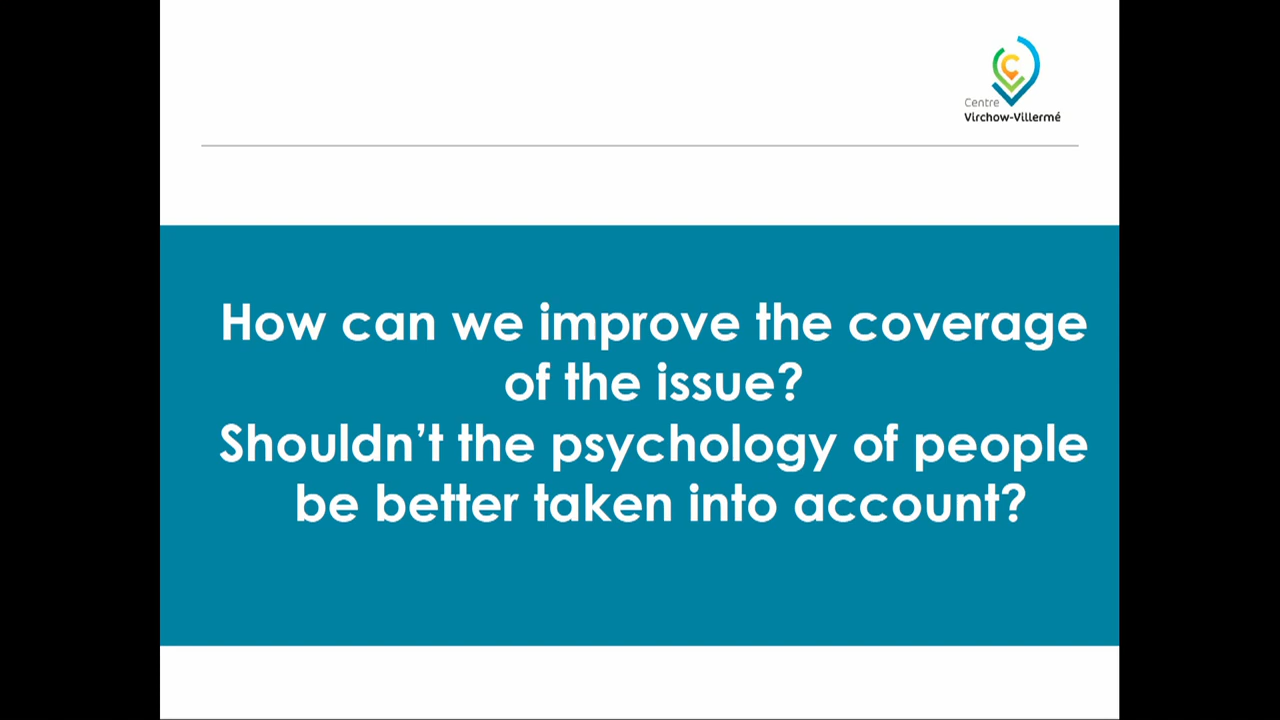 Centre
Virchow-Villermé
How can we improve the coverage
of the issue?
Shouldn't the psychology of people
be better taken into account?